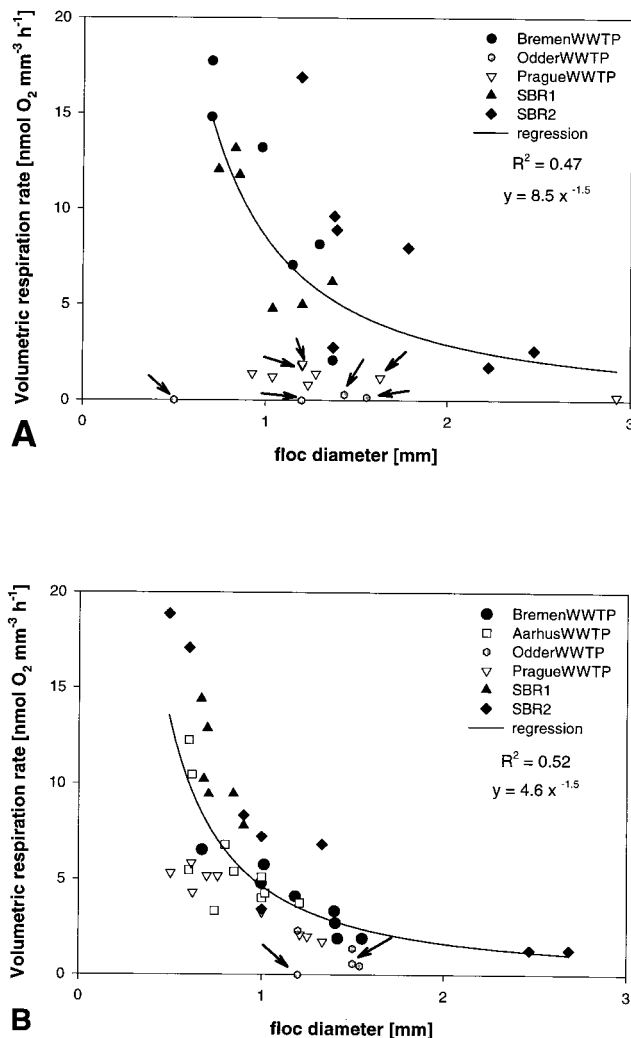 20
BremenWWTP
OdderWWTP
15
PragueWWTP
SBR1
SBR2
regression
10
R² = 0.47
y = 8.5 x -1.5
5
0
Volumetric respiration rate [nmol O₂ mm⁻³ h⁻¹]
0 1 2 3
A
floc diameter [mm]
20
BremenWWTP
AarhusWWTP
OdderWWTP
15
PragueWWTP
SBR1
SBR2
regression
10
R² = 0.52
y = 4.6 x -1.5
5
0
Volumetric respiration rate [nmol O₂ mm⁻³ h⁻¹]
0 1 2 3
B
floc diameter [mm]